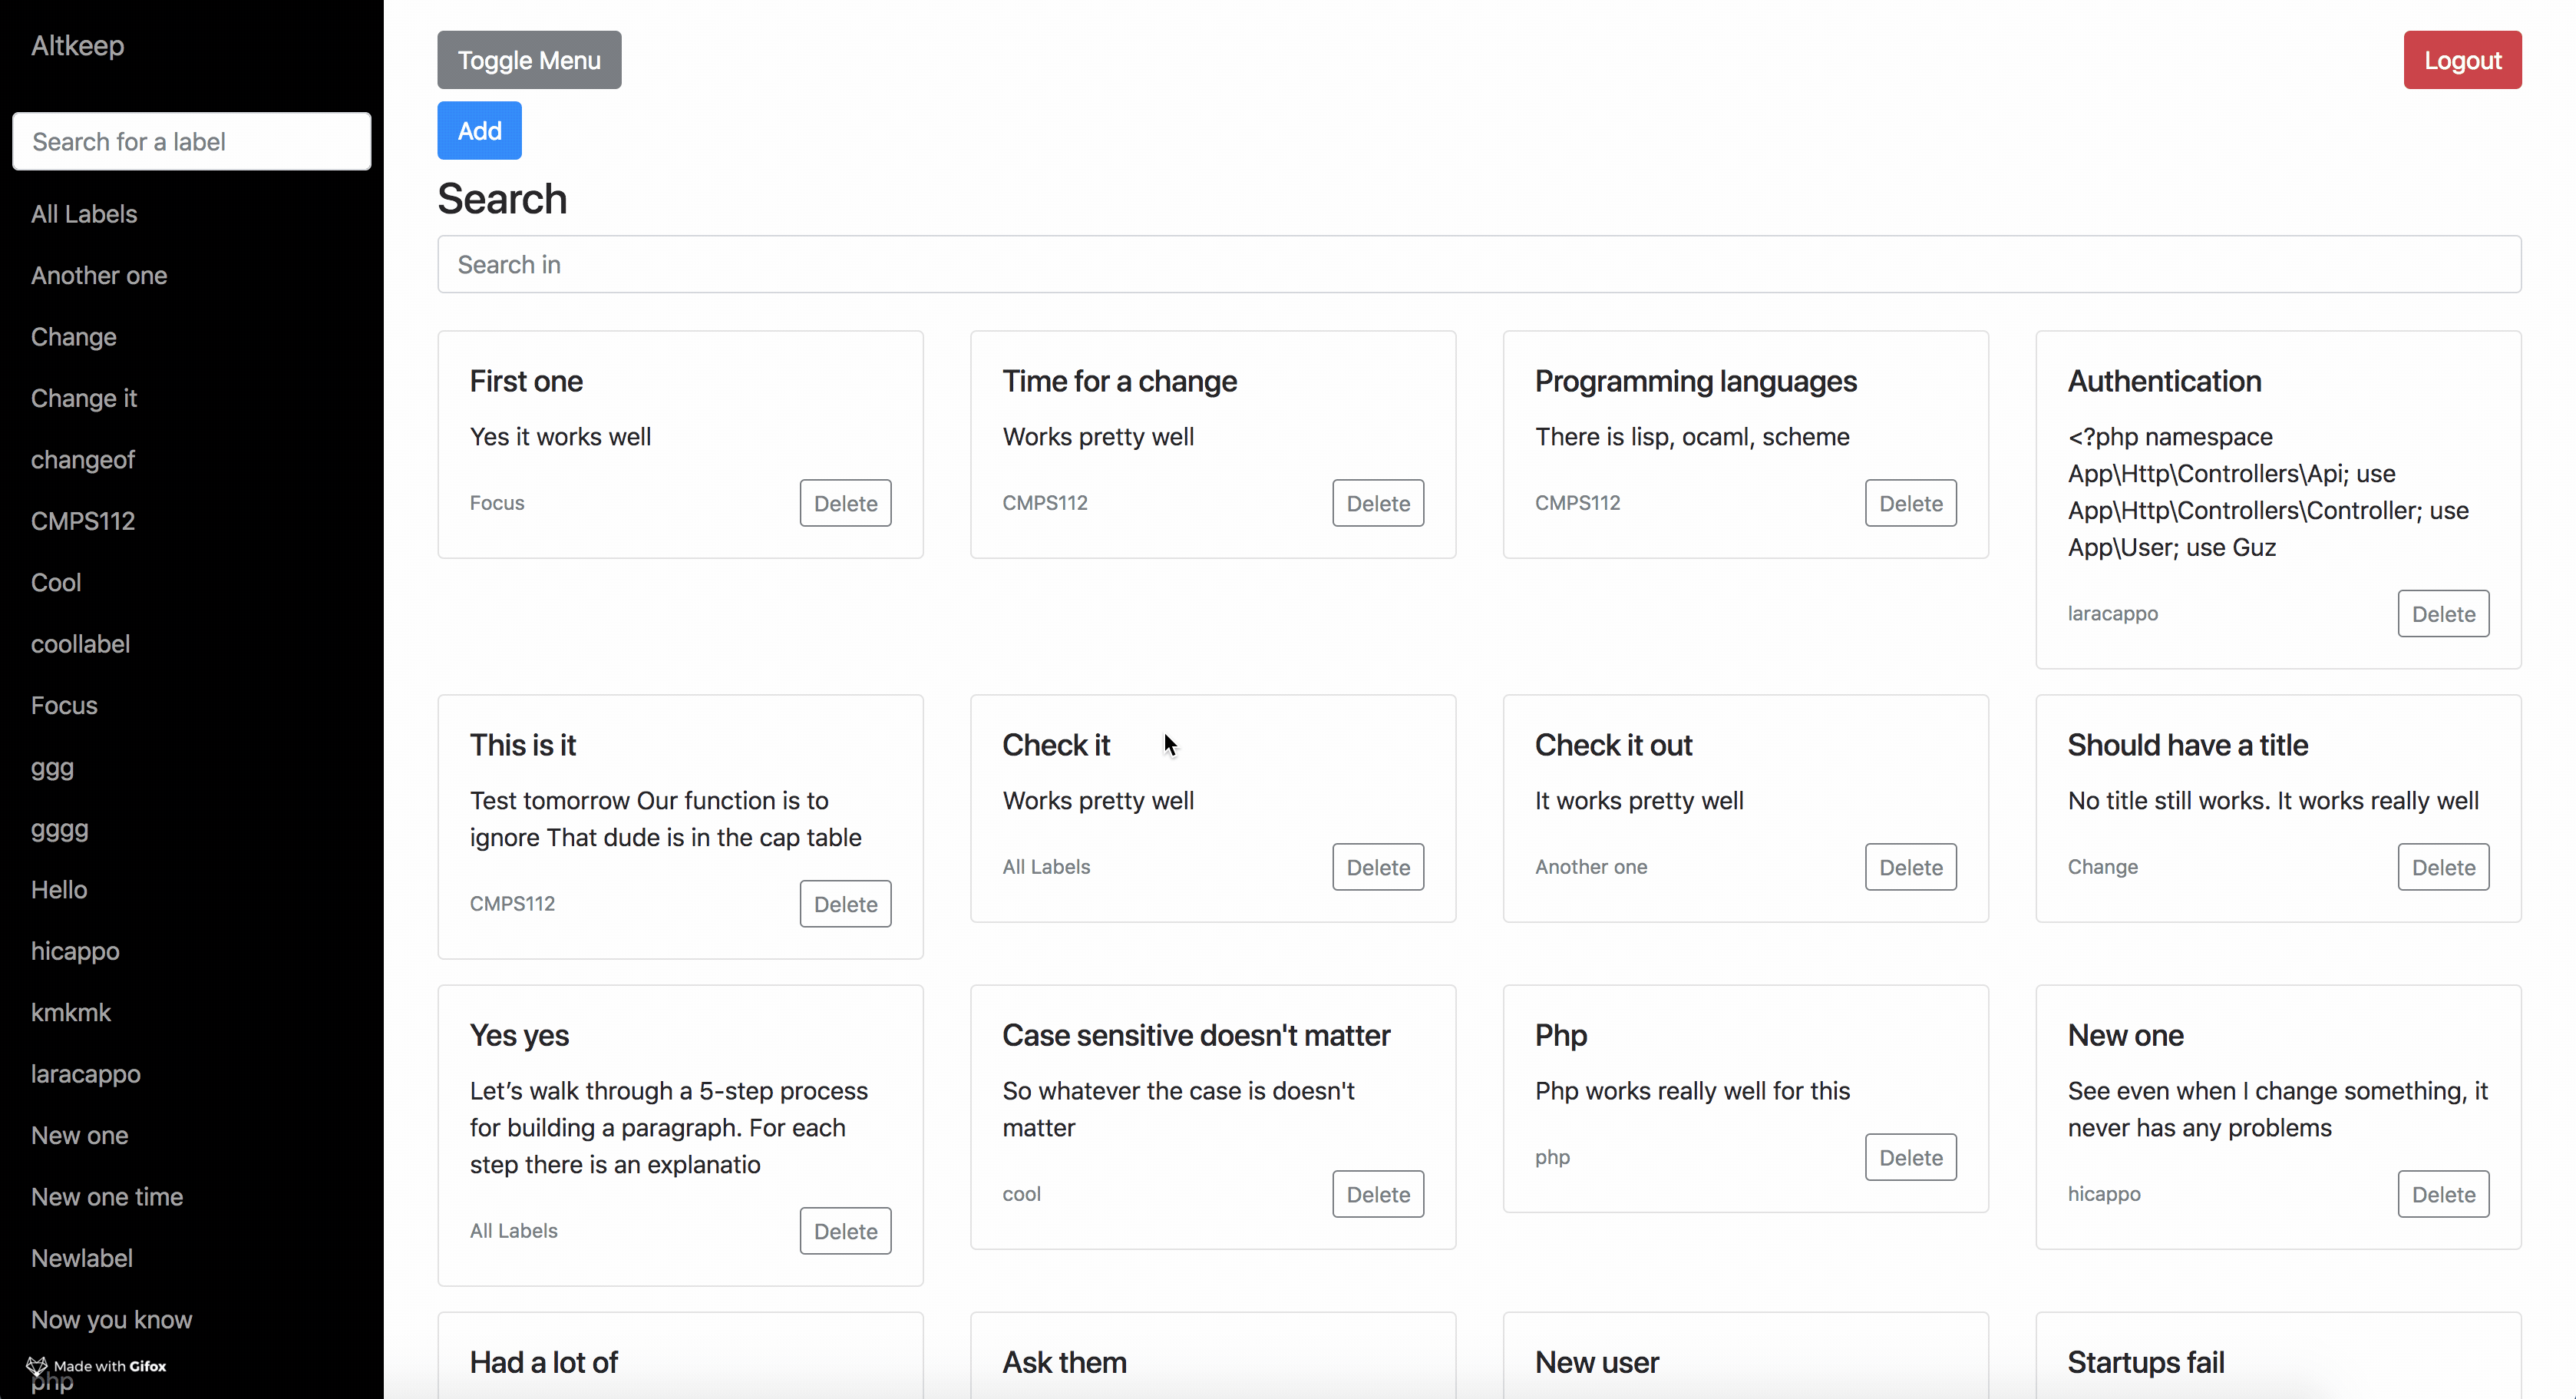 Altkeep
Search for a label
All Labels
Another one
Change
Change it
changeof
CMPS112
Cool
coollabel
Focus
ggg
gggg
Hello
hicappo
kmkmk
laracappo
New one
New one time
Newlabel
Now you know
Made with Gifox
php
Toggle Menu
Logout
Add
Search
Search in
First one
Yes it works well
Focus
Delete
Time for a change
Works pretty well
CMPS112
Delete
Programming languages
There is lisp, ocaml, scheme
CMPS112
Delete
Authentication
<?php namespace
App\Http\Controllers\Api; use
App\Http\Controllers\Controller; use
App\User; use Guz
laracappo
Delete
This is it
Test tomorrow Our function is to
ignore That dude is in the cap table
CMPS112
Delete
Check it
Works pretty well
All Labels
Delete
Check it out
It works pretty well
Another one
Delete
Should have a title
No title still works. It works really well
Change
Delete
Yes yes
Let’s walk through a 5-step process
for building a paragraph. For each
step there is an explanatio
All Labels
Delete
Case sensitive doesn't matter
So whatever the case is doesn't
matter
cool
Delete
Php
Php works really well for this
php
Delete
New one
See even when I change something, it
never has any problems
hicappo
Delete
Had a lot of
Ask them
New user
Startups fail